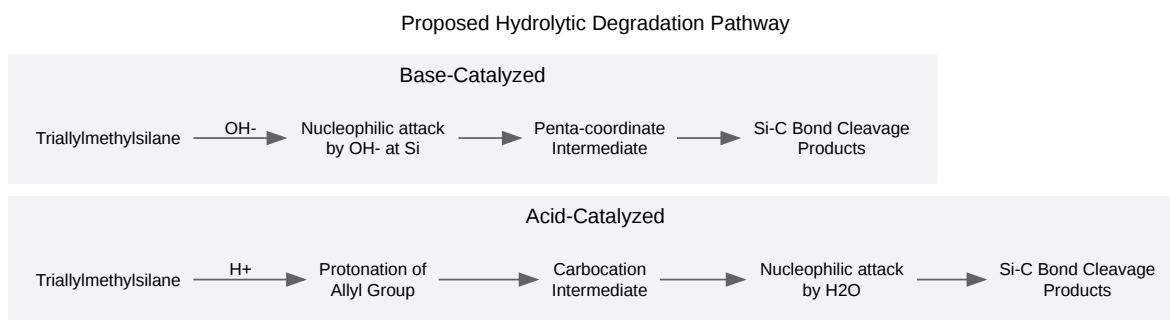 Proposed Hydrolytic Degradation Pathway
Base-Catalyzed
Triallylmethylsilane
OH-
Nucleophilic attack
by OH- at Si
Penta-coordinate
Intermediate
Si-C Bond Cleavage
Products
Acid-Catalyzed
Triallylmethylsilane
H+
Protonation of
Allyl Group
Carbocation
Intermediate
Nucleophilic attack
by H2O
Si-C Bond Cleavage
Products